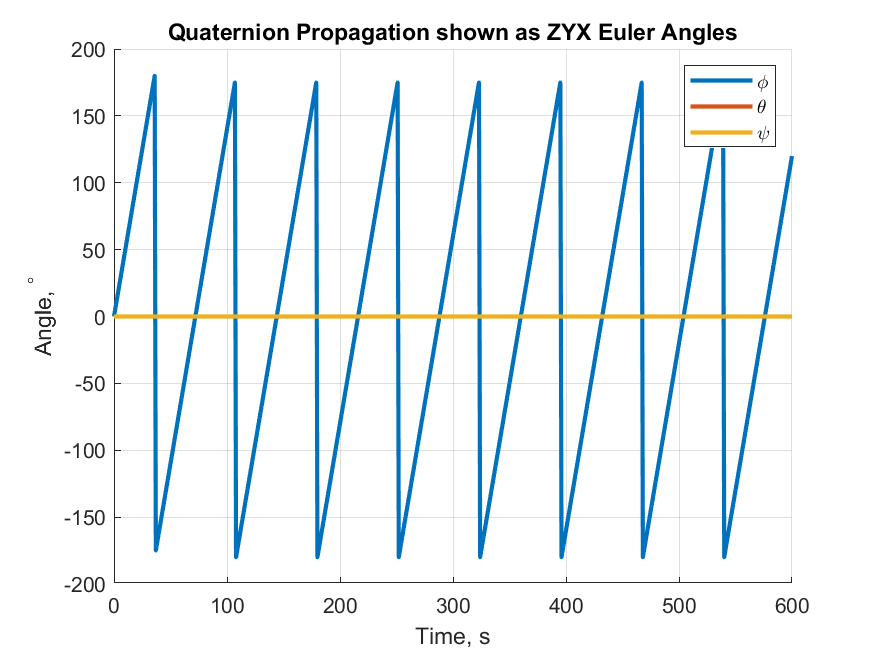 Quaternion Propagation shown as ZYX Euler Angles
200
150
100
50
0
-50
-100
-150
-200
Angle, °
ϕ
θ
ψ
0 100 200 300 400 500 600
Time, s